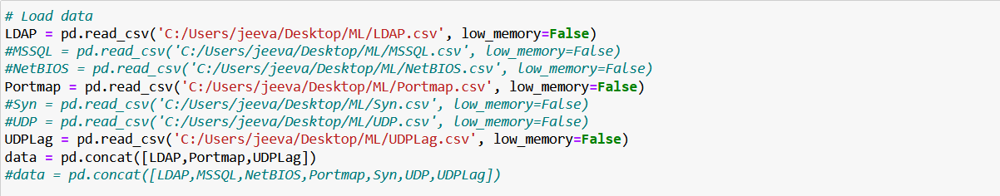 # Load data
LDAP = pd.read_csv('C:/Users/jeeva/Desktop/ML/LDAP.csv', low_memory=False)
#MSSQL = pd.read_csv('C:/Users/jeeva/Desktop/ML/MSSQL.csv', low_memory=False)
#NetBIOS = pd.read_csv('C:/Users/jeeva/Desktop/ML/NetBIOS.csv', low_memory=False)
Portmap = pd.read_csv('C:/Users/jeeva/Desktop/ML/Portmap.csv', low_memory=False)
#Syn = pd.read_csv('C:/Users/jeeva/Desktop/ML/Syn.csv', low_memory=False)
#UDP = pd.read_csv('C:/Users/jeeva/Desktop/ML/UDP.csv', low_memory=False)
UDPLag = pd.read_csv('C:/Users/jeeva/Desktop/ML/UDPLag.csv', low_memory=False)
data = pd.concat([LDAP,Portmap,UDPLag])
#data = pd.concat([LDAP,MSSQL,NetBIOS,Portmap,Syn,UDP,UDPLag])